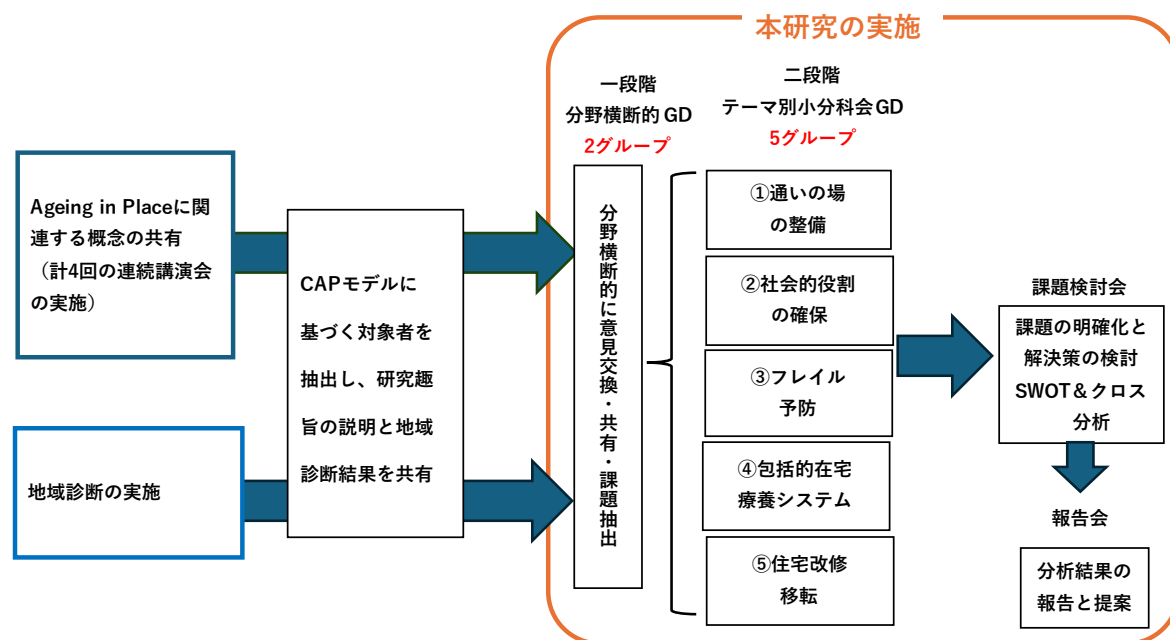 本研究の実施
一段階
分野横断的 GD
2グループ
二段階
テーマ別小分科会 GD
5グループ
Ageing in Placeに関
連する概念の共有
（計4回の連続講演会
の実施）
地域診断の実施
CAPモデルに
基づく対象者を
抽出し、研究趣
旨の説明と地域
診断結果を共有
分野横断的に意見交換・共有・課題抽出
①通いの場
の整備
②社会的役割
の確保
③フレイル
予防
④包括的在宅
療養システム
⑤住宅改修
移転
課題検討会
課題の明確化と
解決策の検討
SWOT＆クロス
分析
報告会
分析結果の
報告と提案